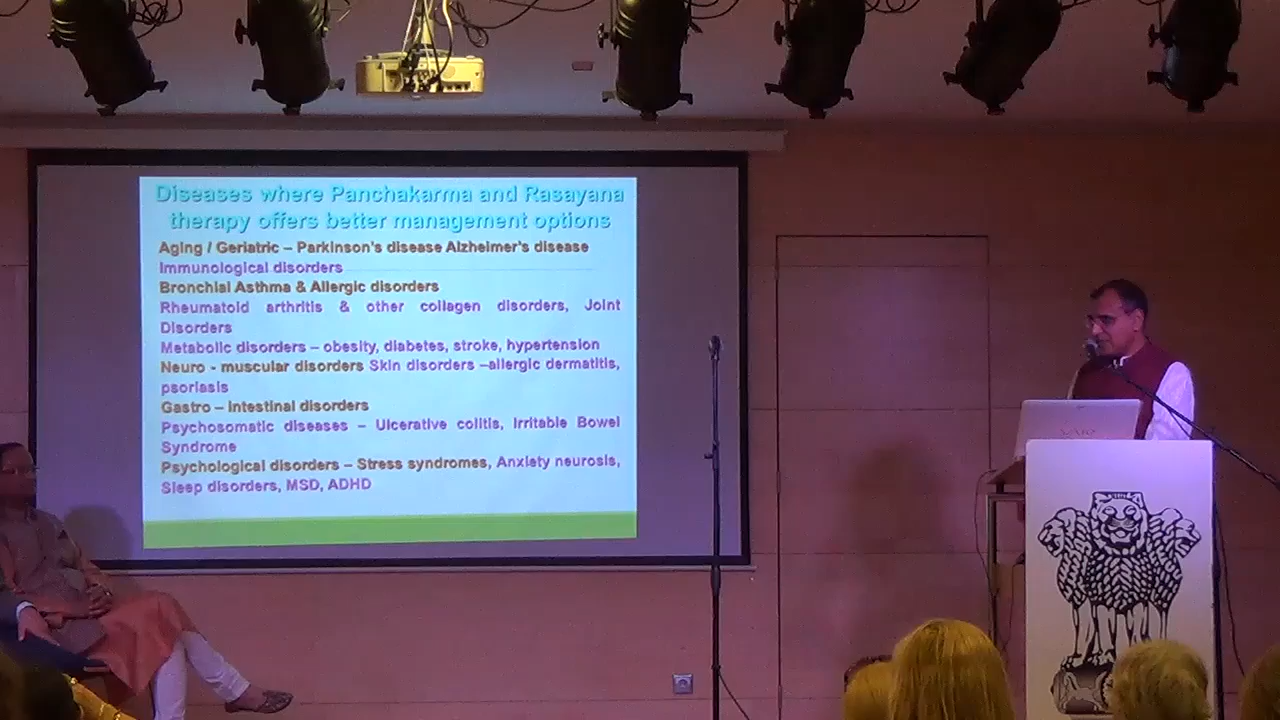 Diseases where Panchakarma and Rasayana
therapy offers better management options
Aging / Geriatric – Parkinson's disease Alzheimer's disease
Immunological disorders
Bronchial Asthma & Allergic disorders
Rheumatoid arthritis & other collagen disorders, Joint
Disorders
Metabolic disorders – obesity, diabetes, stroke, hypertension
Neuro - muscular disorders Skin disorders –allergic dermatitis,
psoriasis
Gastro – Intestinal disorders
Psychosomatic diseases – Ulcerative colitis, Irritable Bowel
Syndrome
Psychological disorders – Stress syndromes, Anxiety neurosis,
Sleep disorders, MSD, ADHD
VAIO